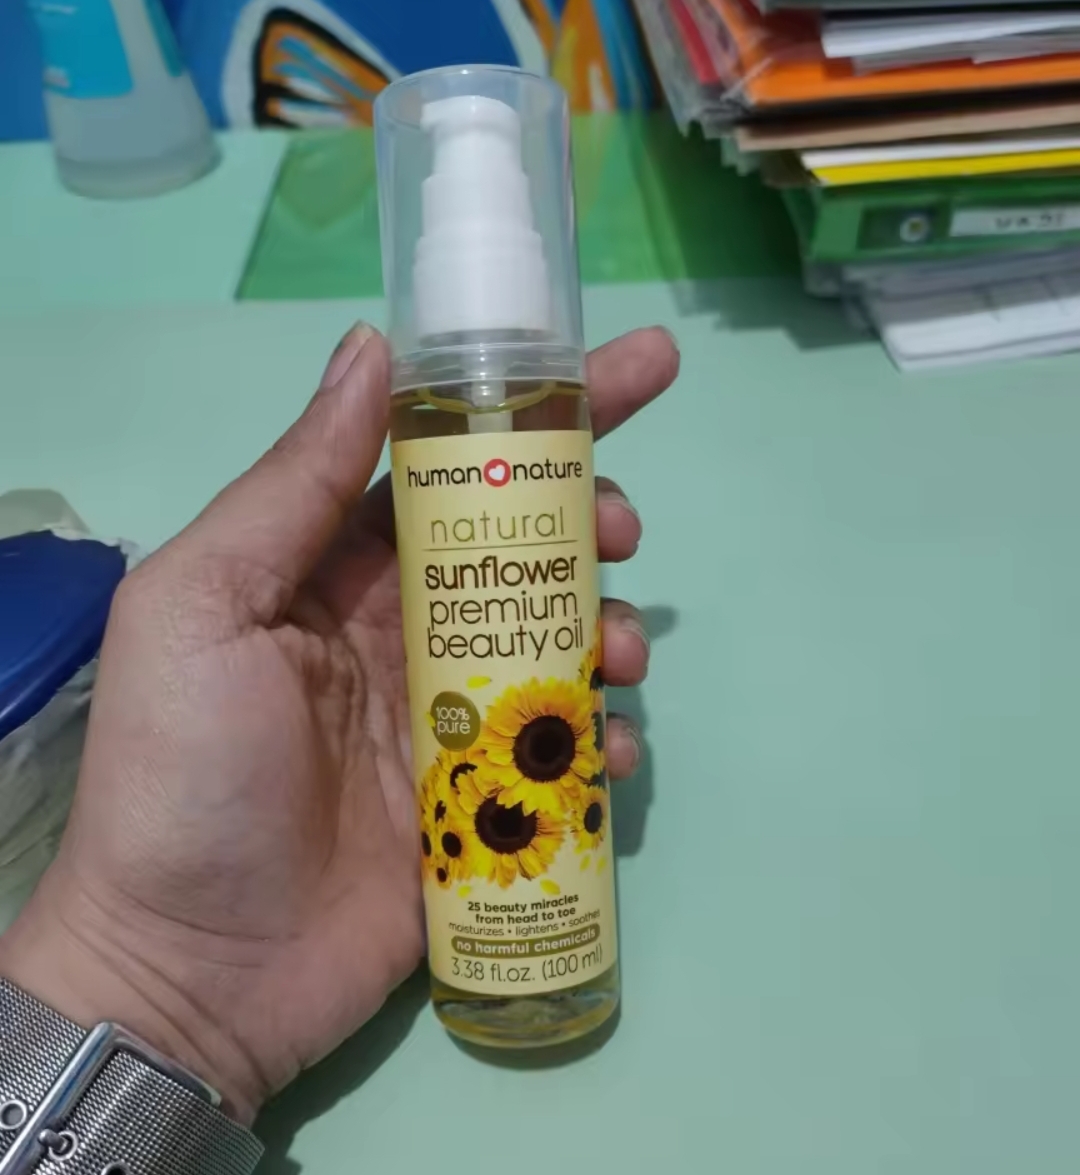 human nature
natural
sunflower
premium
beauty oil
100%
pure
25 beauty miracles
from head to toe
moisturizes • lightens • soothes
no harmful chemicals
3.38 fl.oz. (100 ml)